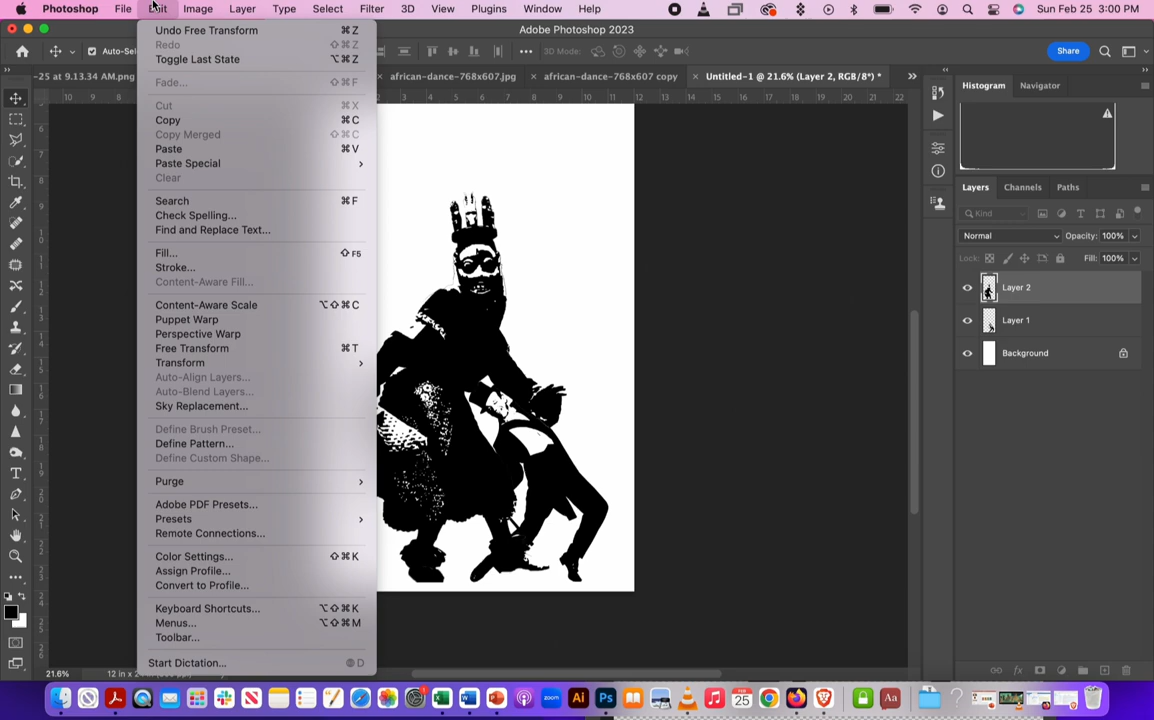 Photoshop File Edit Image Layer Type Select Filter 3D View Plugins Window Help Sun Feb 25 3:00 PM
Adobe Photoshop 2023
Auto-Sel 3D Mode: Share
-25 at 9.13.34 AM.png african-dance-768x607.jpg african-dance-768x607 copy Untitled-1 @ 21.6% (Layer 2, RGB/8*) *
Undo Free Transform ⌘Z
Redo ⇧⌘Z
Toggle Last State ⌥⌘Z
Fade... ⇧⌘F
Cut ⌘X
Copy ⌘C
Copy Merged ⇧⌘C
Paste ⌘V
Paste Special >
Clear
Search ⌘F
Check Spelling...
Find and Replace Text...
Fill... ⇧F5
Stroke...
Content-Aware Fill...
Content-Aware Scale ⌥⇧⌘C
Puppet Warp
Perspective Warp
Free Transform ⌘T
Transform >
Auto-Align Layers...
Auto-Blend Layers...
Sky Replacement...
Define Brush Preset...
Define Pattern...
Define Custom Shape...
Purge >
Adobe PDF Presets...
Presets >
Remote Connections...
Color Settings... ⇧⌘K
Assign Profile...
Convert to Profile...
Keyboard Shortcuts... ⌥⇧⌘K
Menus... ⌥⇧⌘M
Toolbar...
Start Dictation... D
Histogram Navigator
Layers Channels Paths
Kind
Normal Opacity: 100%
Lock: Fill: 100%
Layer 2
Layer 1
Background
21.6%